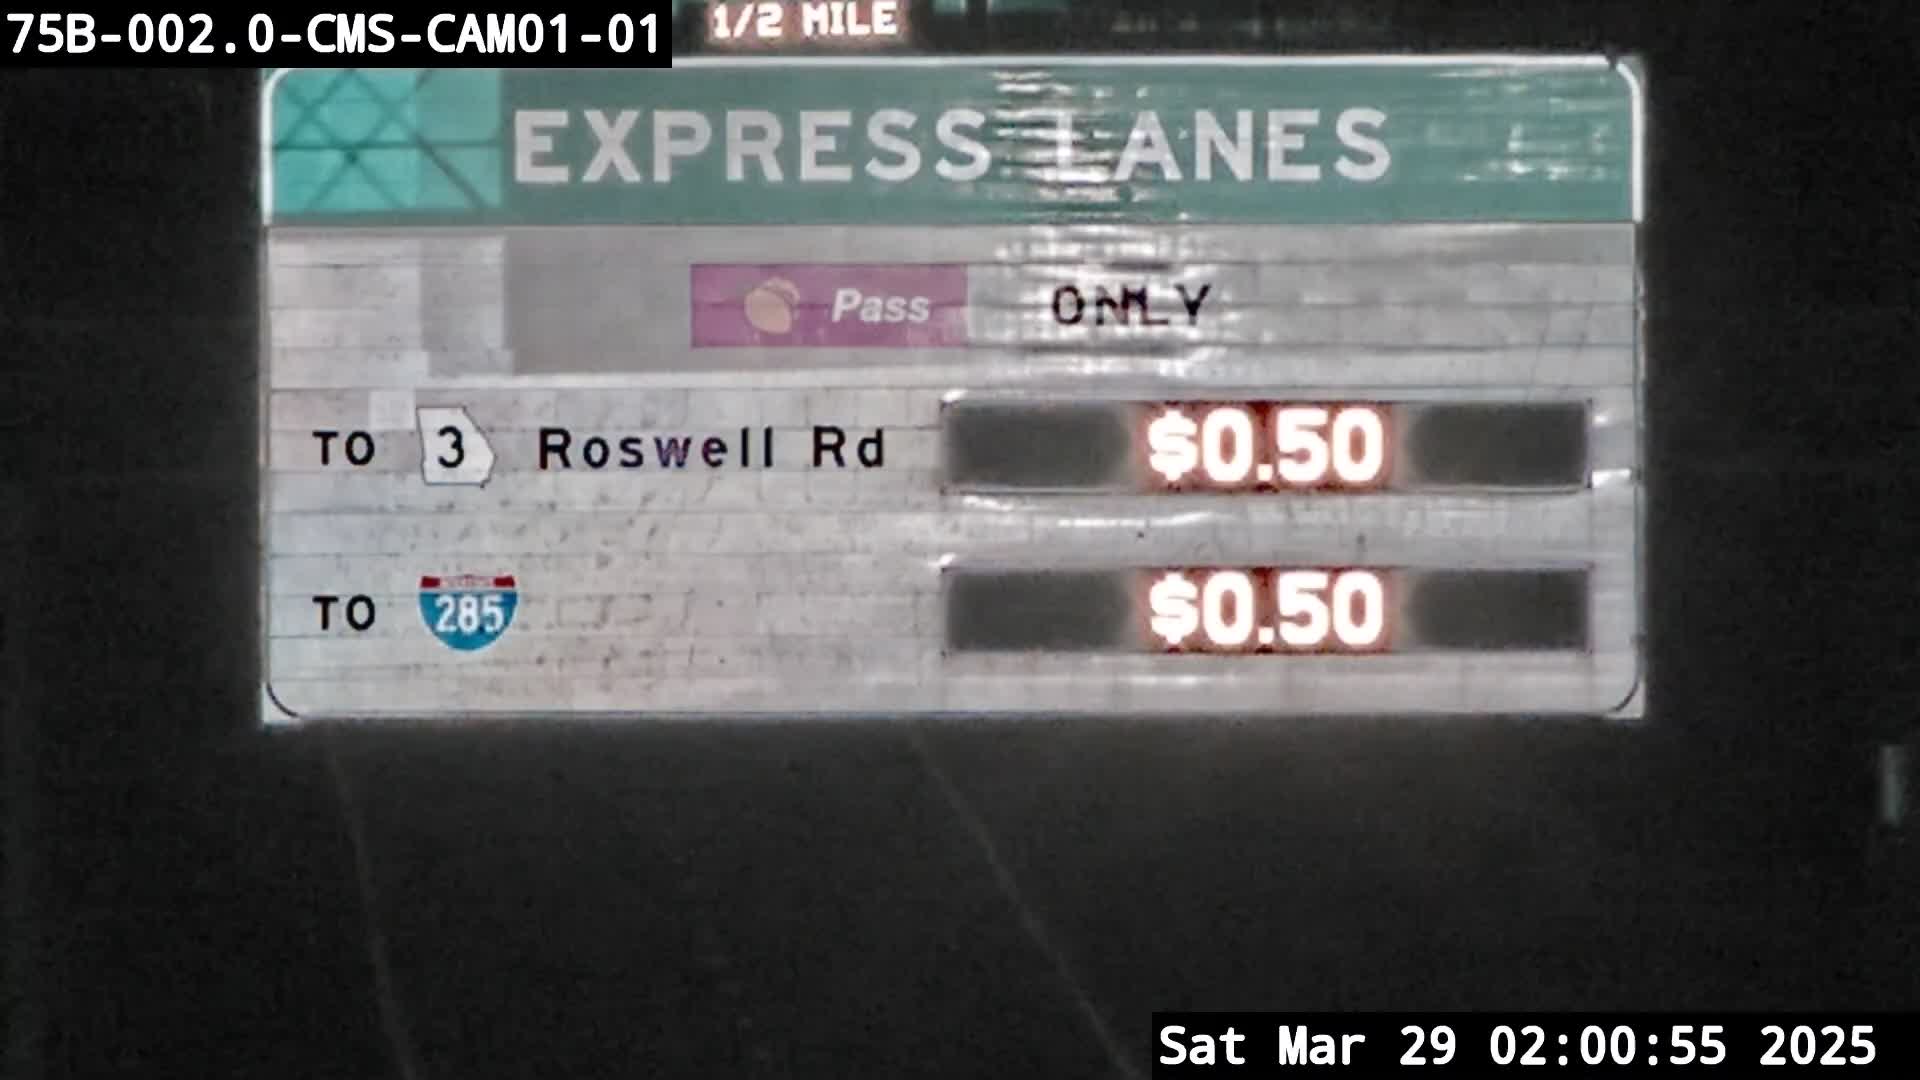 75B-002.0-CMS-CAM01-01
1/2 MILE
EXPRESS LANES
Pass ONLY
TO 3 Roswell Rd $0.50
TO 285 $0.50
Sat Mar 29 02:00:55 2025